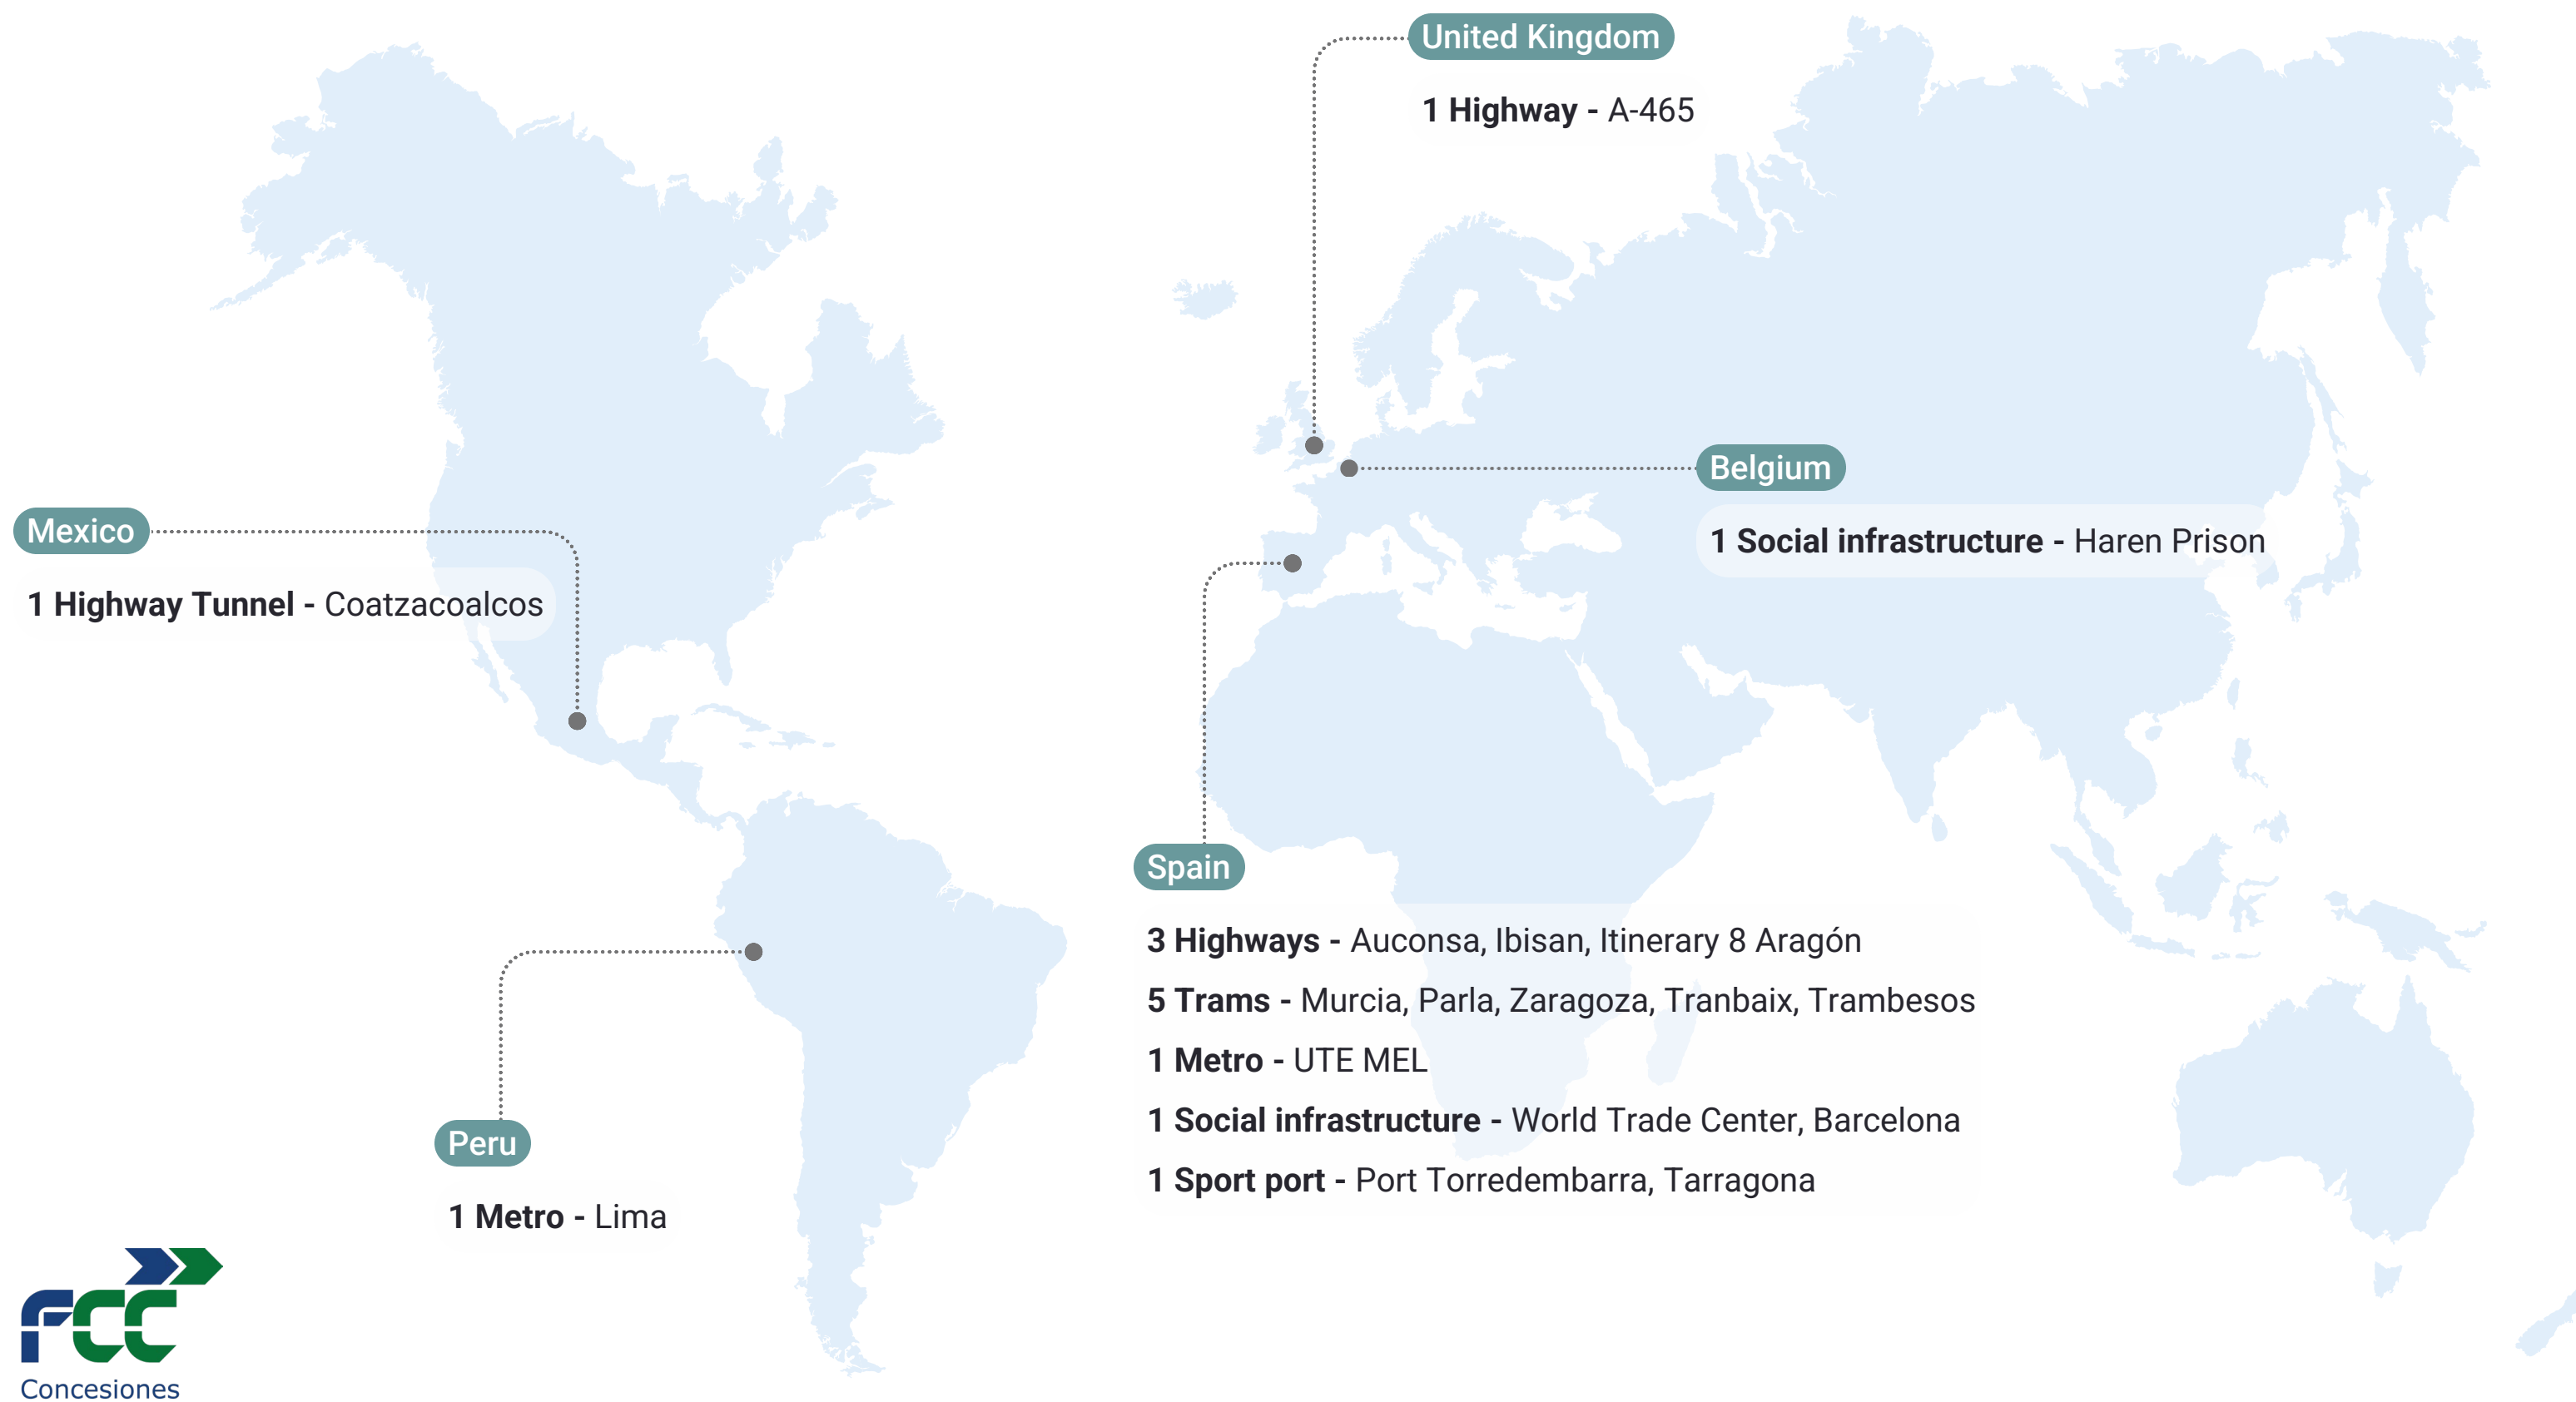 United Kingdom
1 Highway - A-465
Belgium
1 Social infrastructure - Haren Prison
Mexico
1 Highway Tunnel - Coatzacoalcos
Spain
3 Highways - Auconsa, Ibisan, Itinerary 8 Aragón
5 Trams - Murcia, Parla, Zaragoza, Tranbaix, Trambesos
1 Metro - UTE MEL
1 Social infrastructure - World Trade Center, Barcelona
1 Sport port - Port Torredembarra, Tarragona
Peru
1 Metro - Lima
FCC
Concesiones